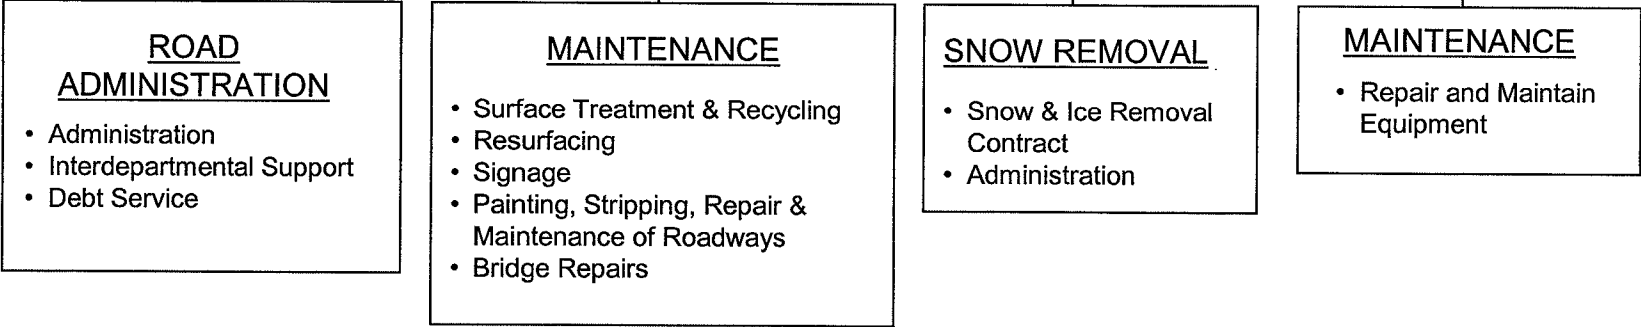 ROAD
ADMINISTRATION
• Administration
• Interdepartmental Support
• Debt Service
MAINTENANCE
• Surface Treatment & Recycling
• Resurfacing
• Signage
• Painting, Stripping, Repair &
Maintenance of Roadways
• Bridge Repairs
SNOW REMOVAL
• Snow & Ice Removal
Contract
• Administration
MAINTENANCE
• Repair and Maintain
Equipment